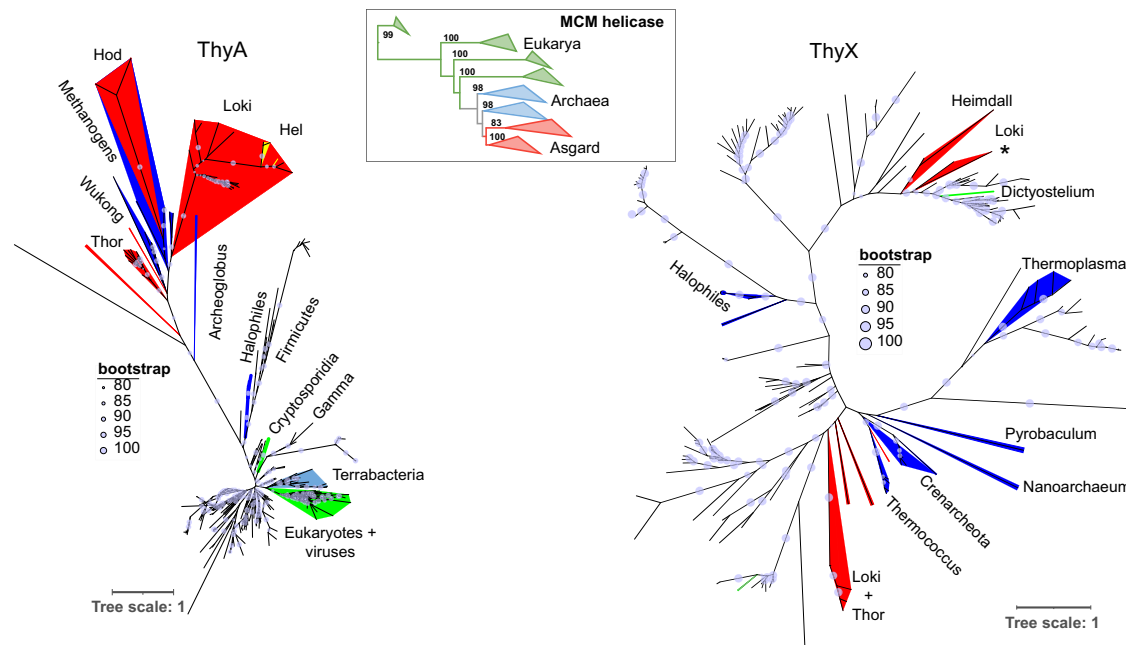 ThyA
Hod
Methanogens
Loki
Hel
Wukong
Thor
Archeoglobus
Halophiles
Firmicutes
Cryptosporidia
Gamma
Terrabacteria
Eukaryotes +
viruses
bootstrap
80
85
90
95
100
Tree scale: 1
MCM helicase
99
100
Eukarya
100
100
98
Archaea
98
83
100
Asgard
ThyX
Heimdall
Loki
*
Dictyostelium
bootstrap
80
85
90
95
100
Thermoplasma
Halophiles
Pyrobaculum
Nanoarchaeum
Crenarcheota
Thermococcus
Loki
+
Thor
Tree scale: 1